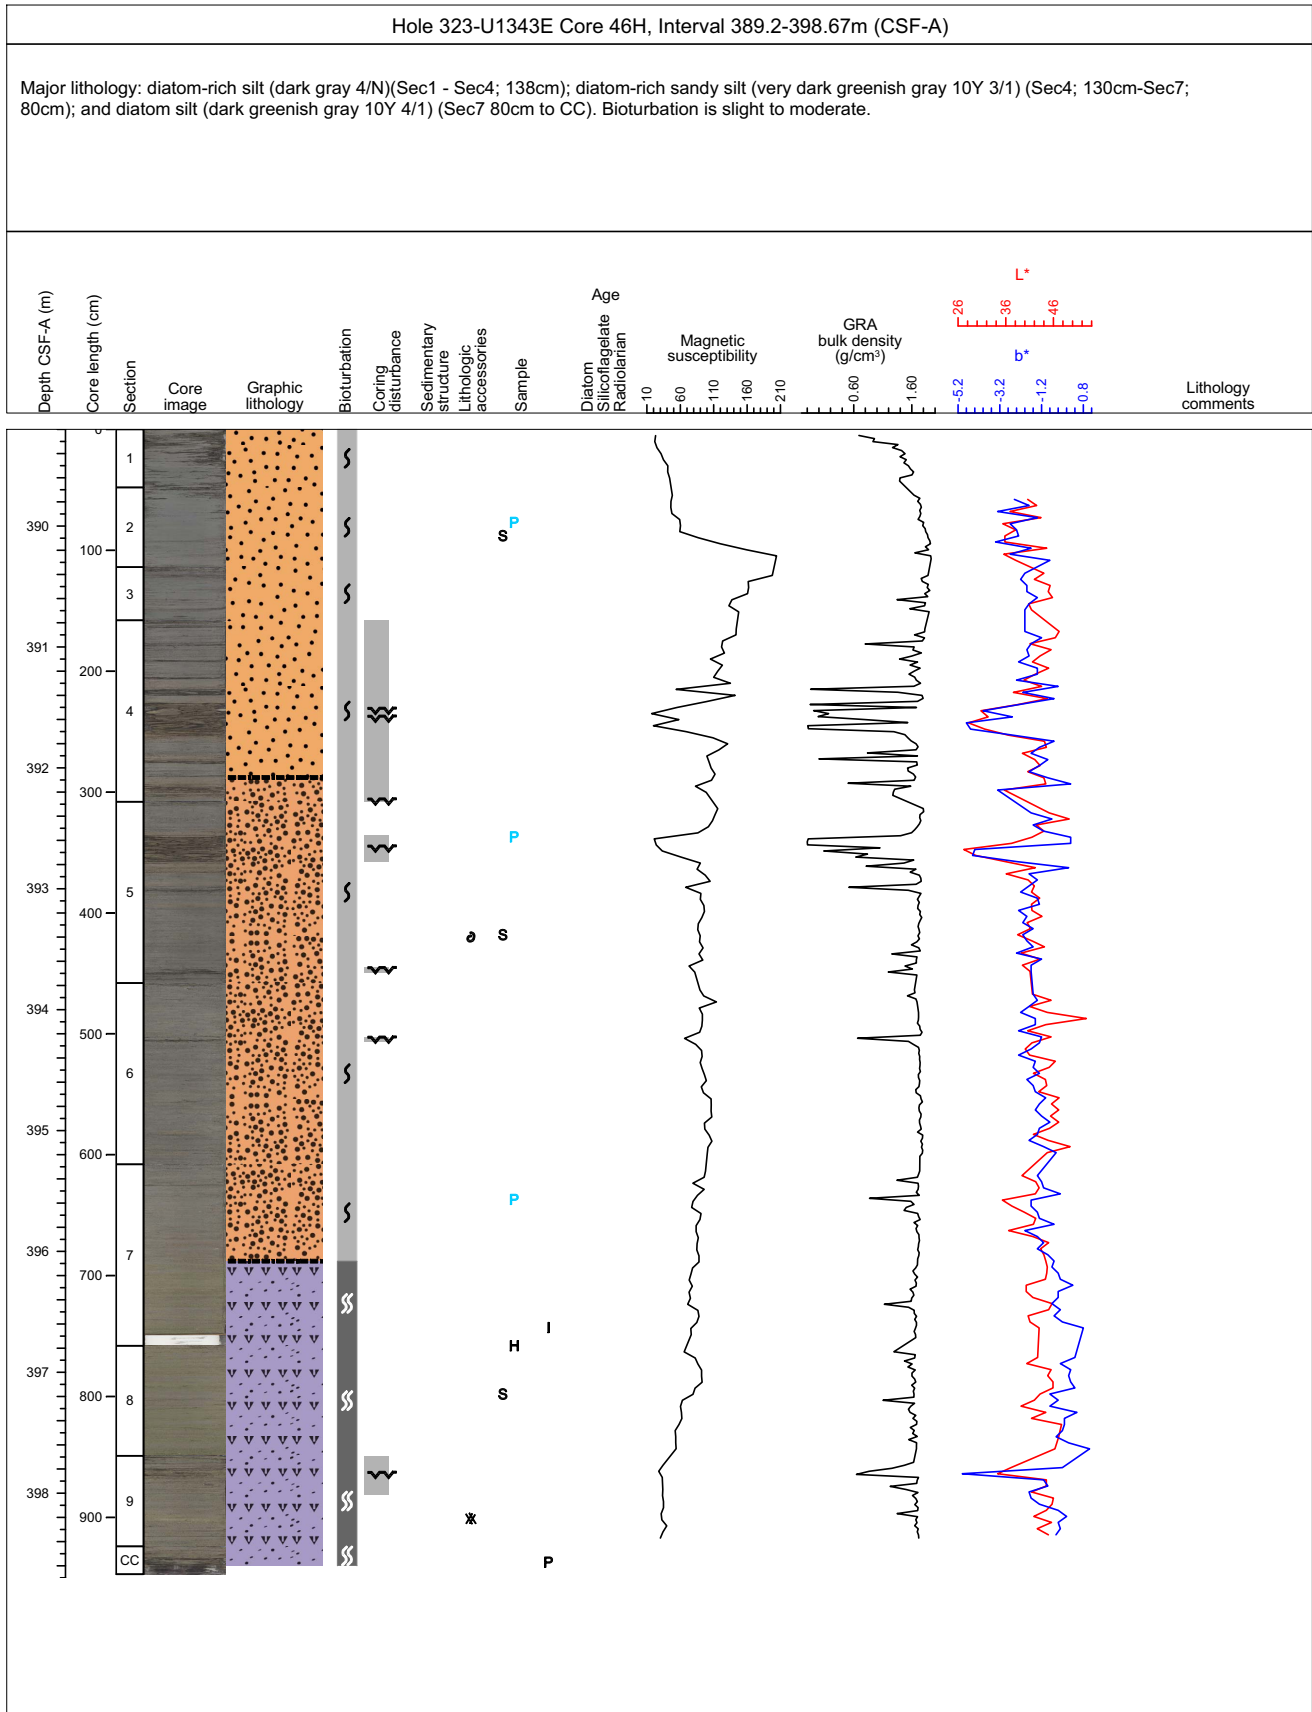 Hole 323-U1343E Core 46H, Interval 389.2-398.67m (CSF-A)
Major lithology: diatom-rich silt (dark gray 4/N)(Sec1 - Sec4; 138cm); diatom-rich sandy silt (very dark greenish gray 10Y 3/1) (Sec4; 130cm-Sec7;
80cm); and diatom silt (dark greenish gray 10Y 4/1) (Sec7 80cm to CC). Bioturbation is slight to moderate.
Depth CSF-A (m)
Core length (cm)
Section
Core
image
Graphic
lithology
Bioturbation
Coring
disturbance
Sedimentary
structure
Lithologic
accessories
Sample
Age
Diatom
Silicoflagelate
Radiolarian
Magnetic
susceptibility
10 60 110 160 210
GRA
bulk density
(g/cm³)
0.60 1.60
L*
26 36 46
b*
-5.2 -3.2 -1.2 0.8
Lithology
comments
0
1
390
2
P
S
100
3
391
200
4
392
300
P
393
5
400
S
394
500
6
395
600
P
396
7
700
I
H
397
800
8
S
398
9
900
CC
P